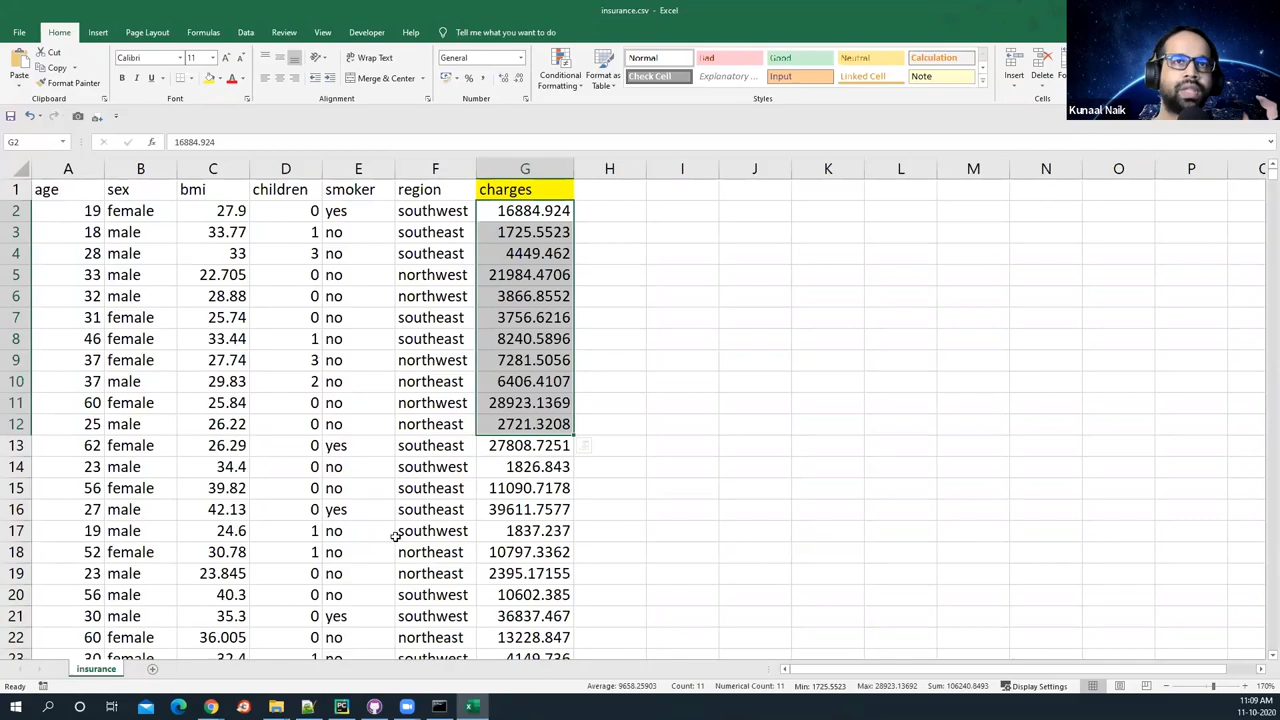 insurance.csv - Excel
File Home Insert Page Layout Formulas Data Review View Developer Help Tell me what you want to do
Paste
Cut
Copy
Format Painter
Clipboard
Calibri 11
B I U
Font
Wrap Text
Merge & Center
Alignment
General
Number
Conditional Formatting
Format as Table
Normal Bad Good Neutral Calculation
Check Cell Explanatory ... Input Linked Cell Note
Styles
Insert Delete
Cells
Kunaal Naik
G2 fx 16884.924
A B C D E F G H I J K L M N O P
1 age sex bmi children smoker region charges
2 19 female 27.9 0 yes southwest 16884.924
3 18 male 33.77 1 no southeast 1725.5523
4 28 male 33 3 no southeast 4449.462
5 33 male 22.705 0 no northwest 21984.4706
6 32 male 28.88 0 no northwest 3866.8552
7 31 female 25.74 0 no southeast 3756.6216
8 46 female 33.44 1 no southeast 8240.5896
9 37 female 27.74 3 no northwest 7281.5056
10 37 male 29.83 2 no northeast 6406.4107
11 60 female 25.84 0 no northwest 28923.1369
12 25 male 26.22 0 no northeast 2721.3208
13 62 female 26.29 0 yes southeast 27808.7251
14 23 male 34.4 0 no southwest 1826.843
15 56 female 39.82 0 no southeast 11090.7178
16 27 male 42.13 0 yes southeast 39611.7577
17 19 male 24.6 1 no southwest 1837.237
18 52 female 30.78 1 no northeast 10797.3362
19 23 male 23.845 0 no northeast 2395.17155
20 56 male 40.3 0 no southwest 10602.385
21 30 male 35.3 0 yes southwest 36837.467
22 60 female 36.005 0 no northeast 13228.847
23 30 female 32.4 1 no southwest 4149.736
insurance
Ready Average: 9658.25903 Count: 11 Numerical Count: 11 Min: 1725.5523 Max: 28923.13692 Sum: 106240.8493 Display Settings 170%
11:09 AM
11-10-2020